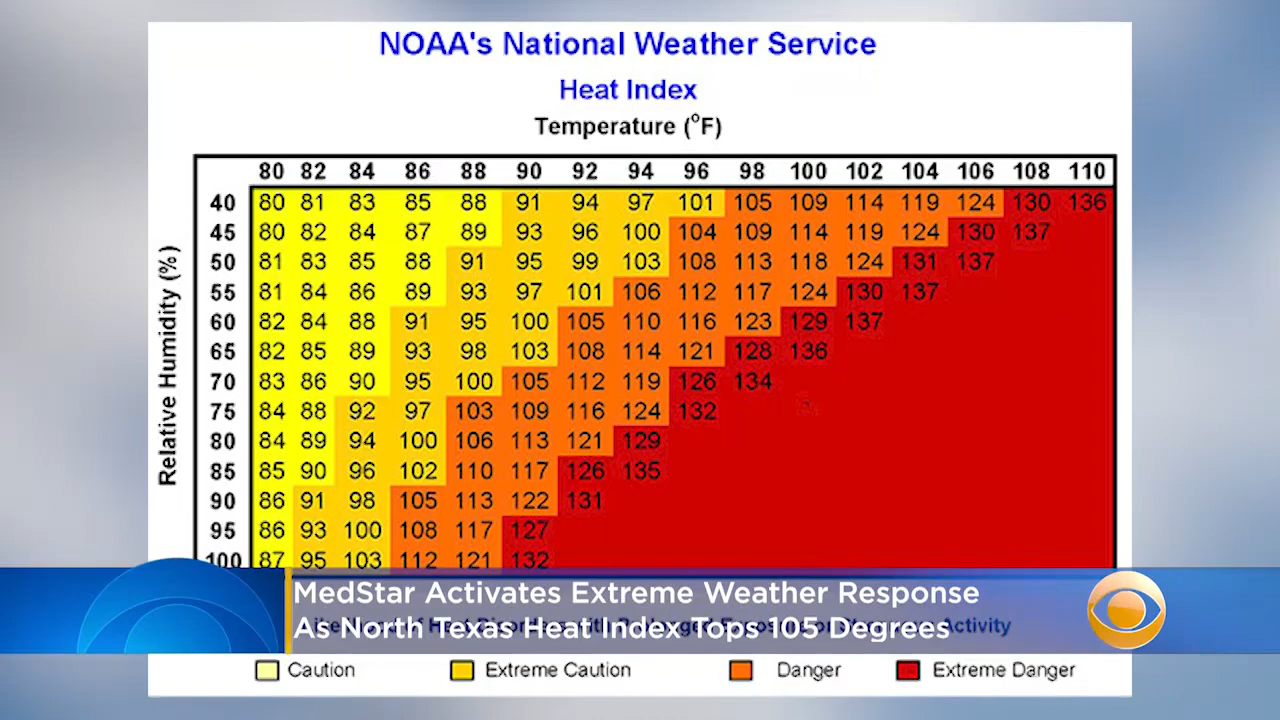 NOAA's National Weather Service
Heat Index
Temperature (°F)
80 82 84 86 88 90 92 94 96 98 100 102 104 106 108 110
Relative Humidity (%)
40 80 81 83 85 88 91 94 97 101 105 109 114 119 124 130 136
45 80 82 84 87 89 93 96 100 104 109 114 119 124 130 137
50 81 83 85 88 91 95 99 103 108 113 118 124 131 137
55 81 84 86 89 93 97 101 106 112 117 124 130 137
60 82 84 88 91 95 100 105 110 116 123 129 137
65 82 85 89 93 98 103 108 114 121 128 136
70 83 86 90 95 100 105 112 119 126 134
75 84 88 92 97 103 109 116 124 132
80 84 89 94 100 106 113 121 129
85 85 90 96 102 110 117 126 135
90 86 91 98 105 113 122 131
95 86 93 100 108 117 127
100 87 95 103 112 121 132
MedStar Activates Extreme Weather Response
As North Texas Heat Index Tops 105 Degrees
Activity
Caution Extreme Caution Danger Extreme Danger